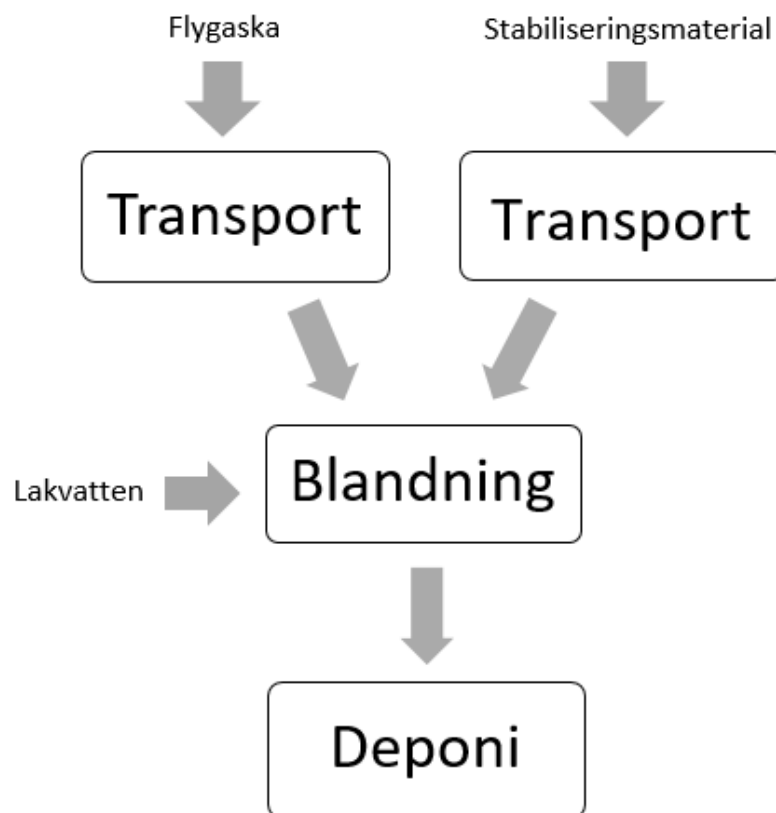 Flygaska
Stabiliseringsmaterial
Transport
Transport
Lakvatten
Blandning
Deponi